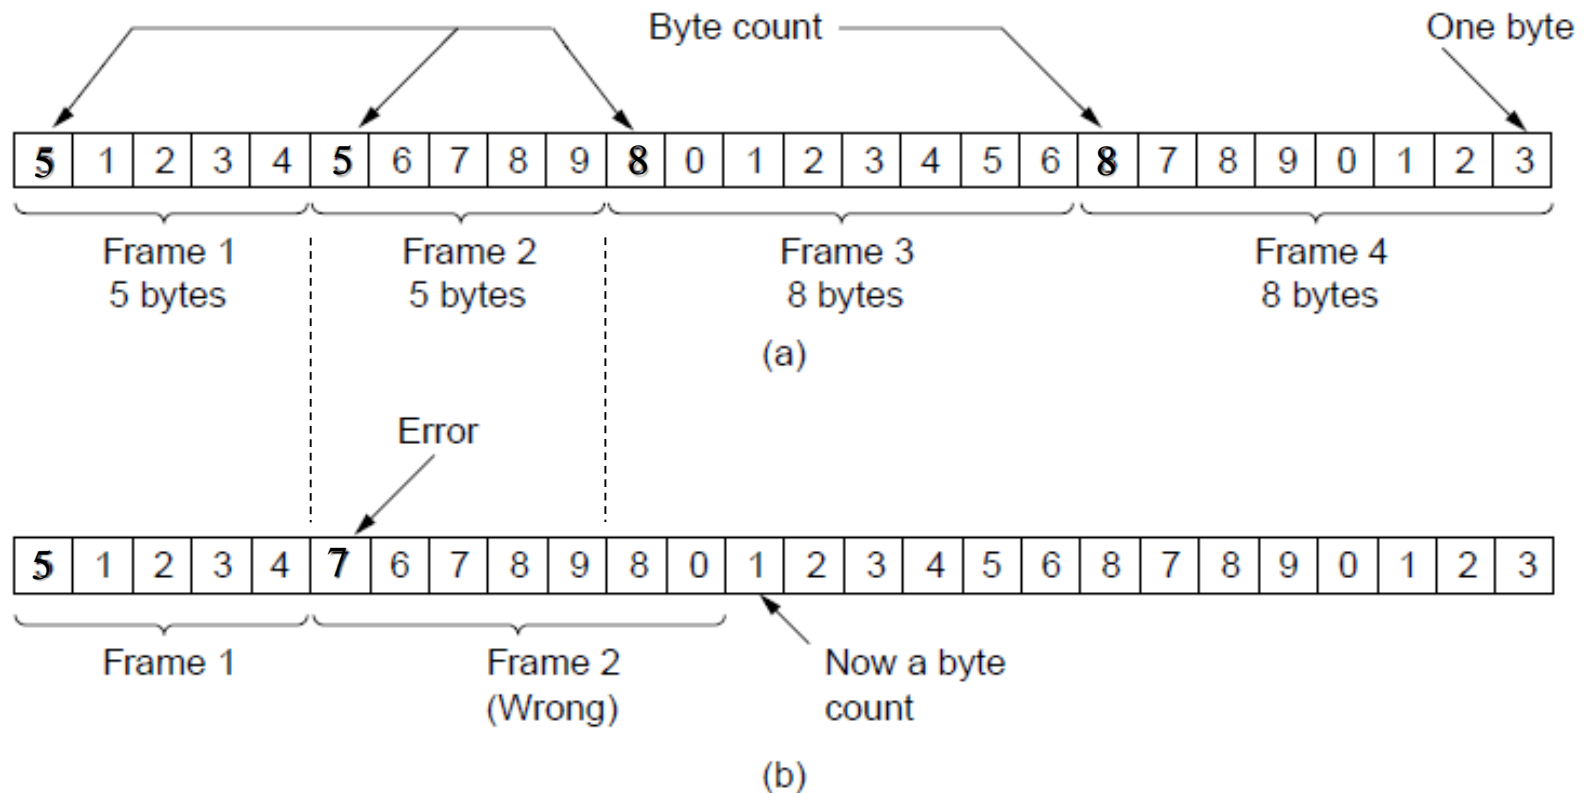 Byte count One byte
5 1 2 3 4 5 6 7 8 9 8 0 1 2 3 4 5 6 8 7 8 9 0 1 2 3
Frame 1 Frame 2 Frame 3 Frame 4
5 bytes 5 bytes 8 bytes 8 bytes
(a)
Error
5 1 2 3 4 7 6 7 8 9 8 0 1 2 3 4 5 6 8 7 8 9 0 1 2 3
Frame 1 Frame 2 Now a byte
(Wrong) count
(b)